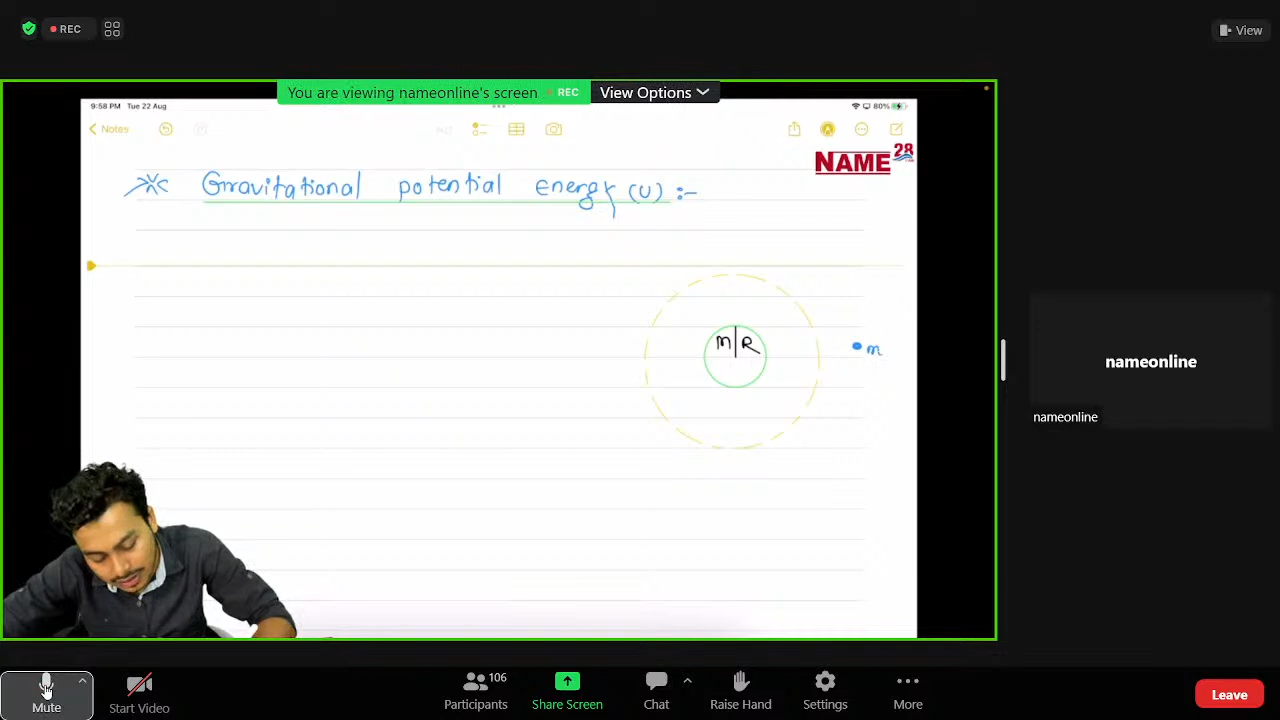 REC
View
You are viewing nameonline's screen REC View Options
9:58 PM Tue 22 Aug
80%
Notes
NAME 28
Gravitational potential energy (U) :-
M R
m
nameonline
nameonline
Mute
Start Video
106
Participants
Share Screen
Chat
Raise Hand
Settings
More
Leave